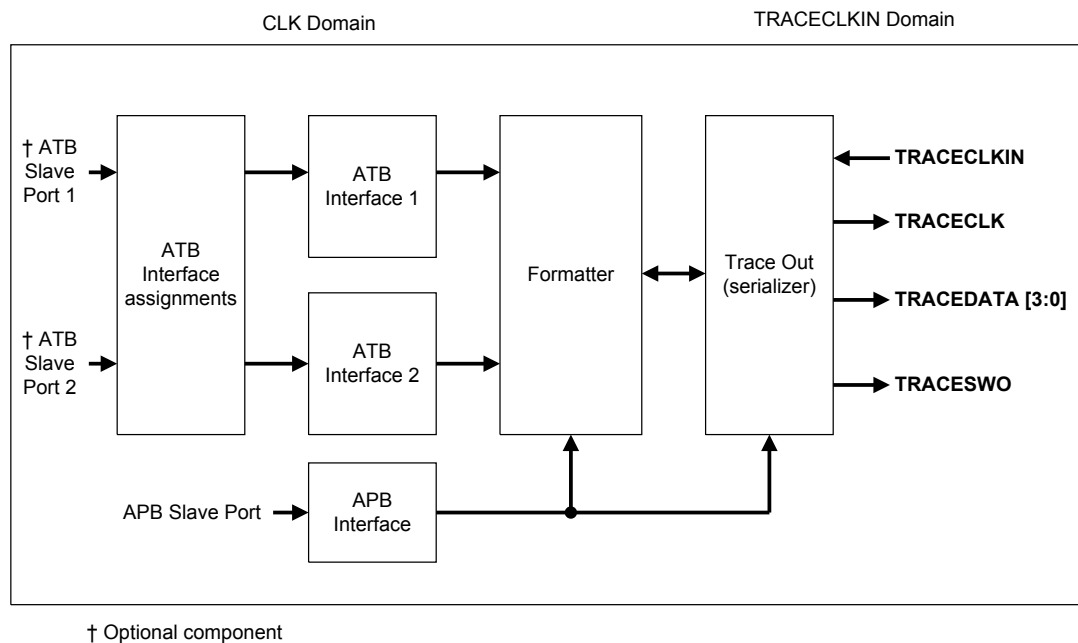 CLK Domain
TRACECLKIN Domain
† ATB
Slave
Port 1
† ATB
Slave
Port 2
ATB
Interface
assignments
ATB
Interface 1
ATB
Interface 2
Formatter
Trace Out
(serializer)
TRACECLKIN
TRACECLK
TRACEDATA [3:0]
TRACESWO
APB Slave Port
APB
Interface
† Optional component